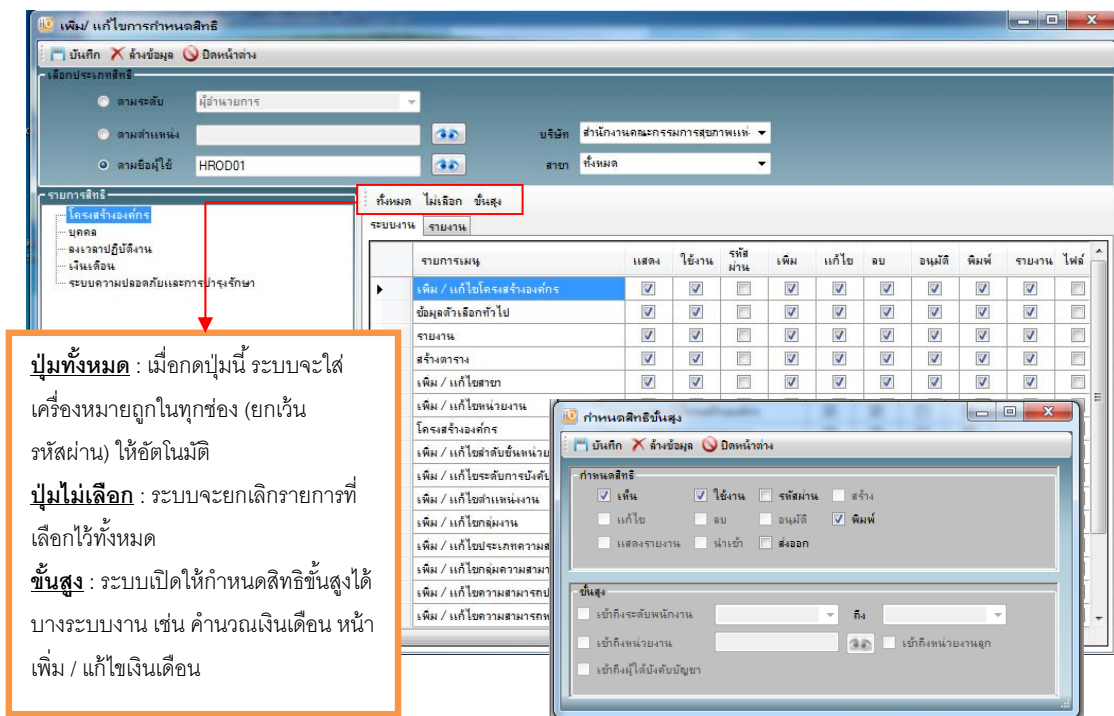 เพิ่ม/ แก้ไขการกำหนดสิทธิ
บันทึก ล้างข้อมูล ปิดหน้าต่าง
เลือกประเภทสิทธิ
ตามระดับ ผู้อำนวยการ
ตามตำแหน่ง บริษัท สำนักงานคณะกรรมการสุขภาพแห่
ตามชื่อผู้ใช้ HROD01 สาขา ทั้งหมด
รายการสิทธิ
โครงสร้างองค์กร
บุคคล
ลงเวลาปฏิบัติงาน
เงินเดือน
ระบบความปลอดภัยและการบำรุงรักษา
ทั้งหมด ไม่เลือก ขั้นสูง
ระบบงาน รายงาน
รายการเมนู แสดง ใช้งาน รหัสผ่าน เพิ่ม แก้ไข ลบ อนุมัติ พิมพ์ รายงาน ไฟล์
เพิ่ม / แก้ไขโครงสร้างองค์กร
ข้อมูลตัวเลือกทั่วไป
รายงาน
สร้างตาราง
เพิ่ม / แก้ไขสาขา
เพิ่ม / แก้ไขหน่วยงาน
โครงสร้างองค์กร
เพิ่ม / แก้ไขลำดับชั้นหน่วย
เพิ่ม / แก้ไขระดับการบังคับ
เพิ่ม / แก้ไขตำแหน่งงาน
เพิ่ม / แก้ไขกลุ่มงาน
เพิ่ม / แก้ไขประเภทความส
เพิ่ม / แก้ไขกลุ่มความสามา
เพิ่ม / แก้ไขความสามารถป
เพิ่ม / แก้ไขความสามารถห
ปุ่มทั้งหมด : เมื่อกดปุ่มนี้ ระบบจะใส่
เครื่องหมายถูกในทุกช่อง (ยกเว้น
รหัสผ่าน) ให้อัตโนมัติ
ปุ่มไม่เลือก : ระบบจะยกเลิกรายการที่
เลือกไว้ทั้งหมด
ขั้นสูง : ระบบเปิดให้กำหนดสิทธิขั้นสูงได้
บางระบบงาน เช่น คำนวณเงินเดือน หน้า
เพิ่ม / แก้ไขเงินเดือน
กำหนดสิทธิขั้นสูง
บันทึก ล้างข้อมูล ปิดหน้าต่าง
กำหนดสิทธิ
เห็น ใช้งาน รหัสผ่าน สร้าง
แก้ไข ลบ อนุมัติ พิมพ์
แสดงรายงาน นำเข้า ส่งออก
ขั้นสูง
เข้าถึงระดับพนักงาน ถึง
เข้าถึงหน่วยงาน เข้าถึงหน่วยงานลูก
เข้าถึงผู้ใต้บังคับบัญชา